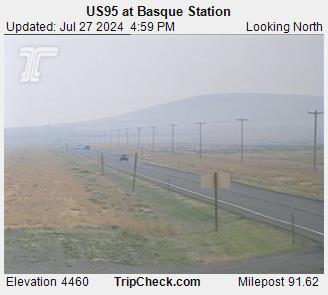 US95 at Basque Station
Updated: Jul 27 2024 4:59 PM Looking North
Elevation 4460 TripCheck.com Milepost 91.62